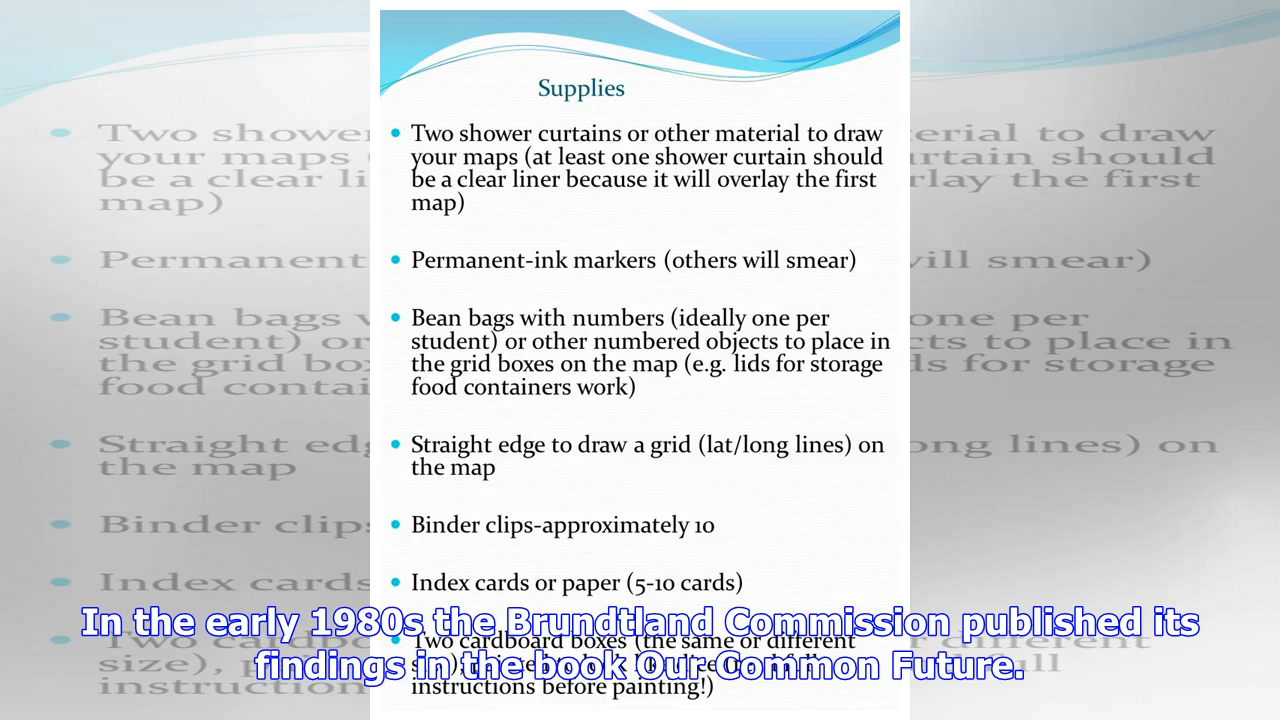 Supplies
• Two shower curtains or other material to draw
your maps (at least one shower curtain should
be a clear liner because it will overlay the first
map)
• Permanent-ink markers (others will smear)
• Bean bags with numbers (ideally one per
student) or other numbered objects to place in
the grid boxes on the map (e.g. lids for storage
food containers work)
• Straight edge to draw a grid (lat/long lines) on
the map
• Binder clips-approximately 10
• Index cards or paper (5-10 cards)
• Two cardboard boxes (the same or different
instructions before painting!)
In the early 1980s the Brundtland Commission published its
findings in the book Our Common Future.